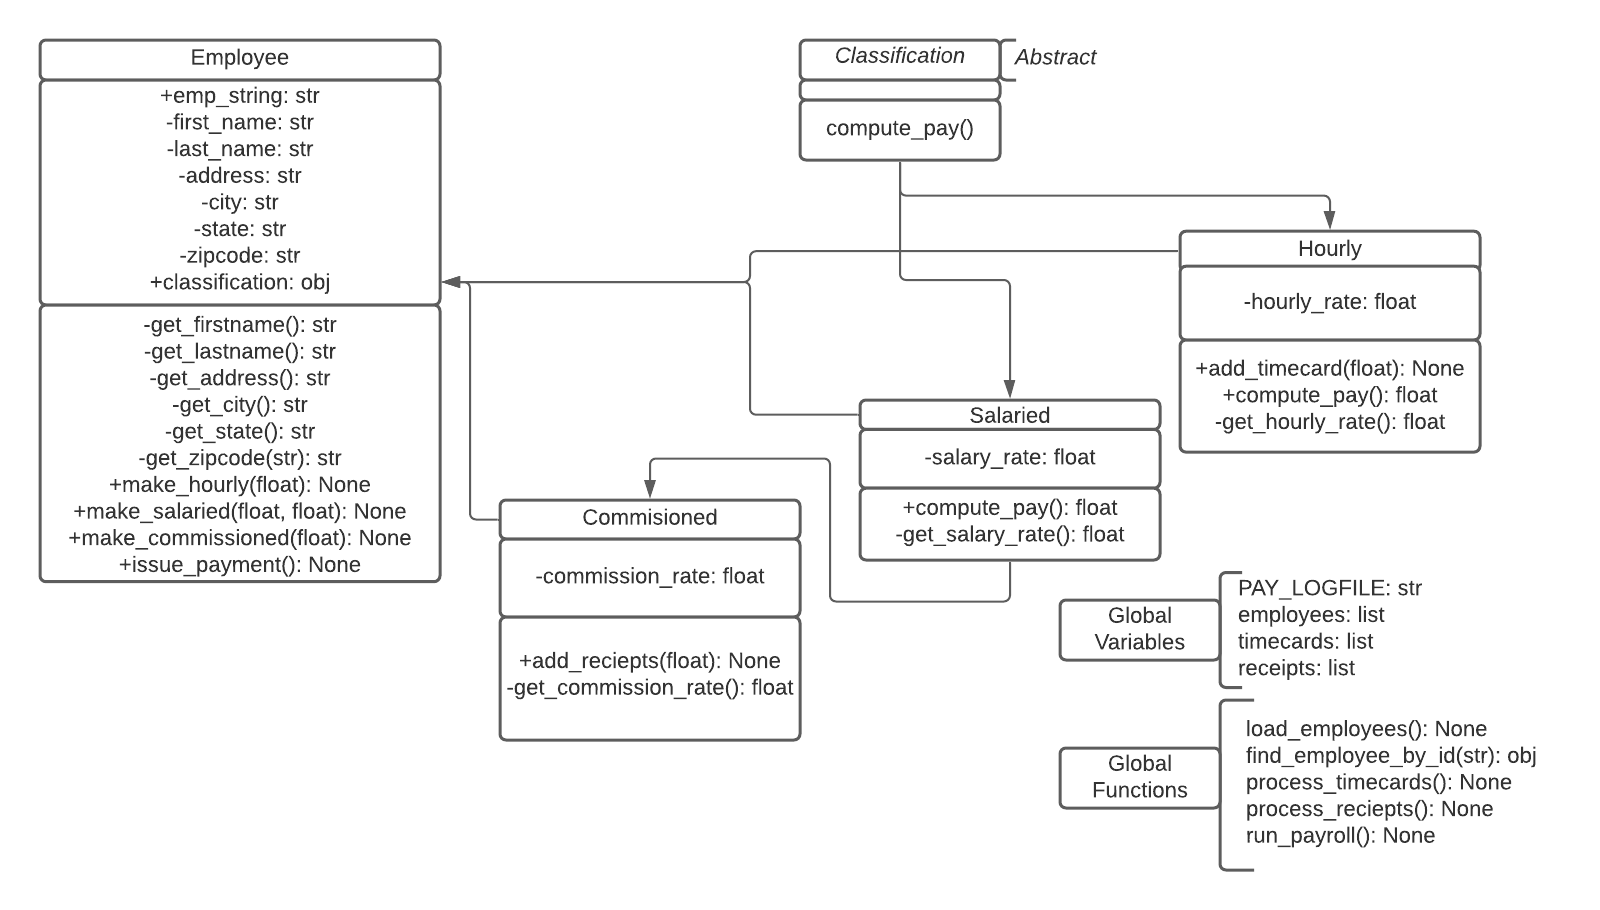 Employee
+emp_string: str
-first_name: str
-last_name: str
-address: str
-city: str
-state: str
-zipcode: str
+classification: obj
-get_firstname(): str
-get_lastname(): str
-get_address(): str
-get_city(): str
-get_state(): str
-get_zipcode(str): str
+make_hourly(float): None
+make_salaried(float, float): None
+make_commissioned(float): None
+issue_payment(): None
Classification
Abstract
compute_pay()
Hourly
-hourly_rate: float
+add_timecard(float): None
+compute_pay(): float
-get_hourly_rate(): float
Salaried
-salary_rate: float
+compute_pay(): float
-get_salary_rate(): float
Commisioned
-commission_rate: float
+add_reciepts(float): None
-get_commission_rate(): float
Global
Variables
PAY_LOGFILE: str
employees: list
timecards: list
receipts: list
Global
Functions
load_employees(): None
find_employee_by_id(str): obj
process_timecards(): None
process_reciepts(): None
run_payroll(): None